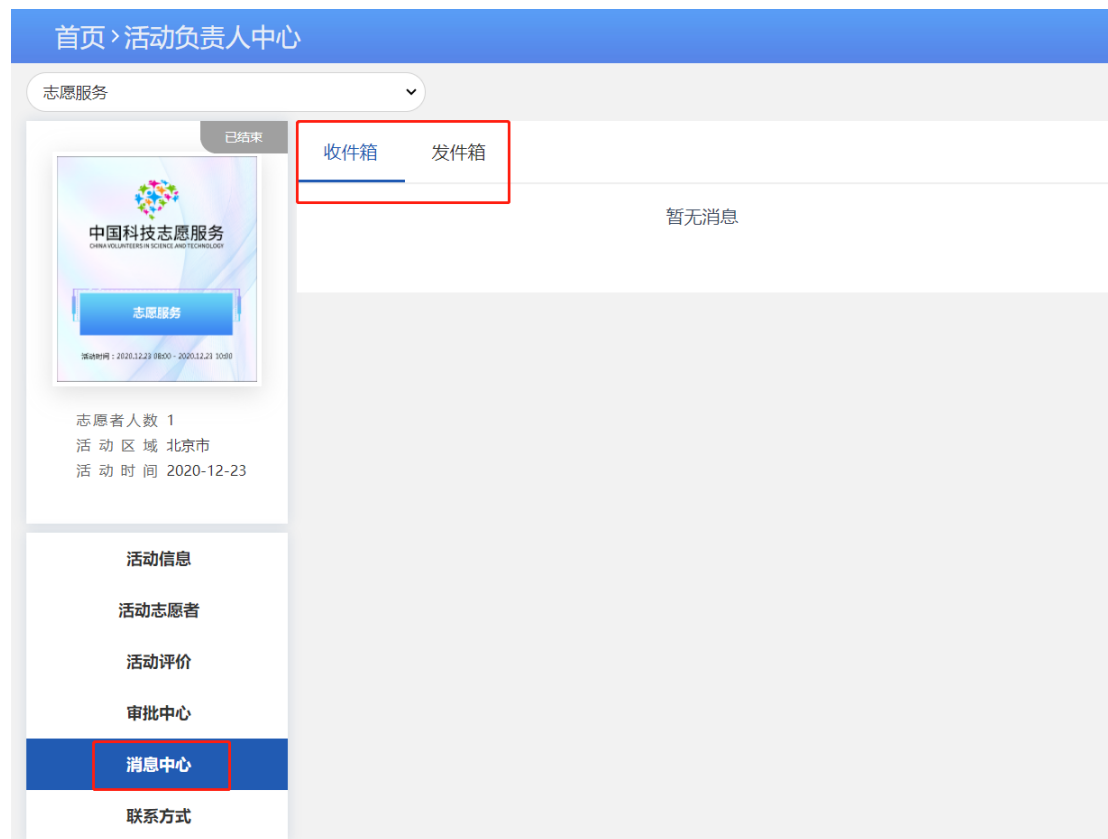 首页>活动负责人中心
志愿服务
已结束
中国科技志愿服务
CHINA VOLUNTEERS IN SCIENCE AND TECHNOLOGY
志愿服务
活动时间：2020.12.23 08:00 - 2020.12.23 10:00
志愿者人数 1
活动区域 北京市
活动时间 2020-12-23
收件箱 发件箱
暂无消息
活动信息
活动志愿者
活动评价
审批中心
消息中心
联系方式